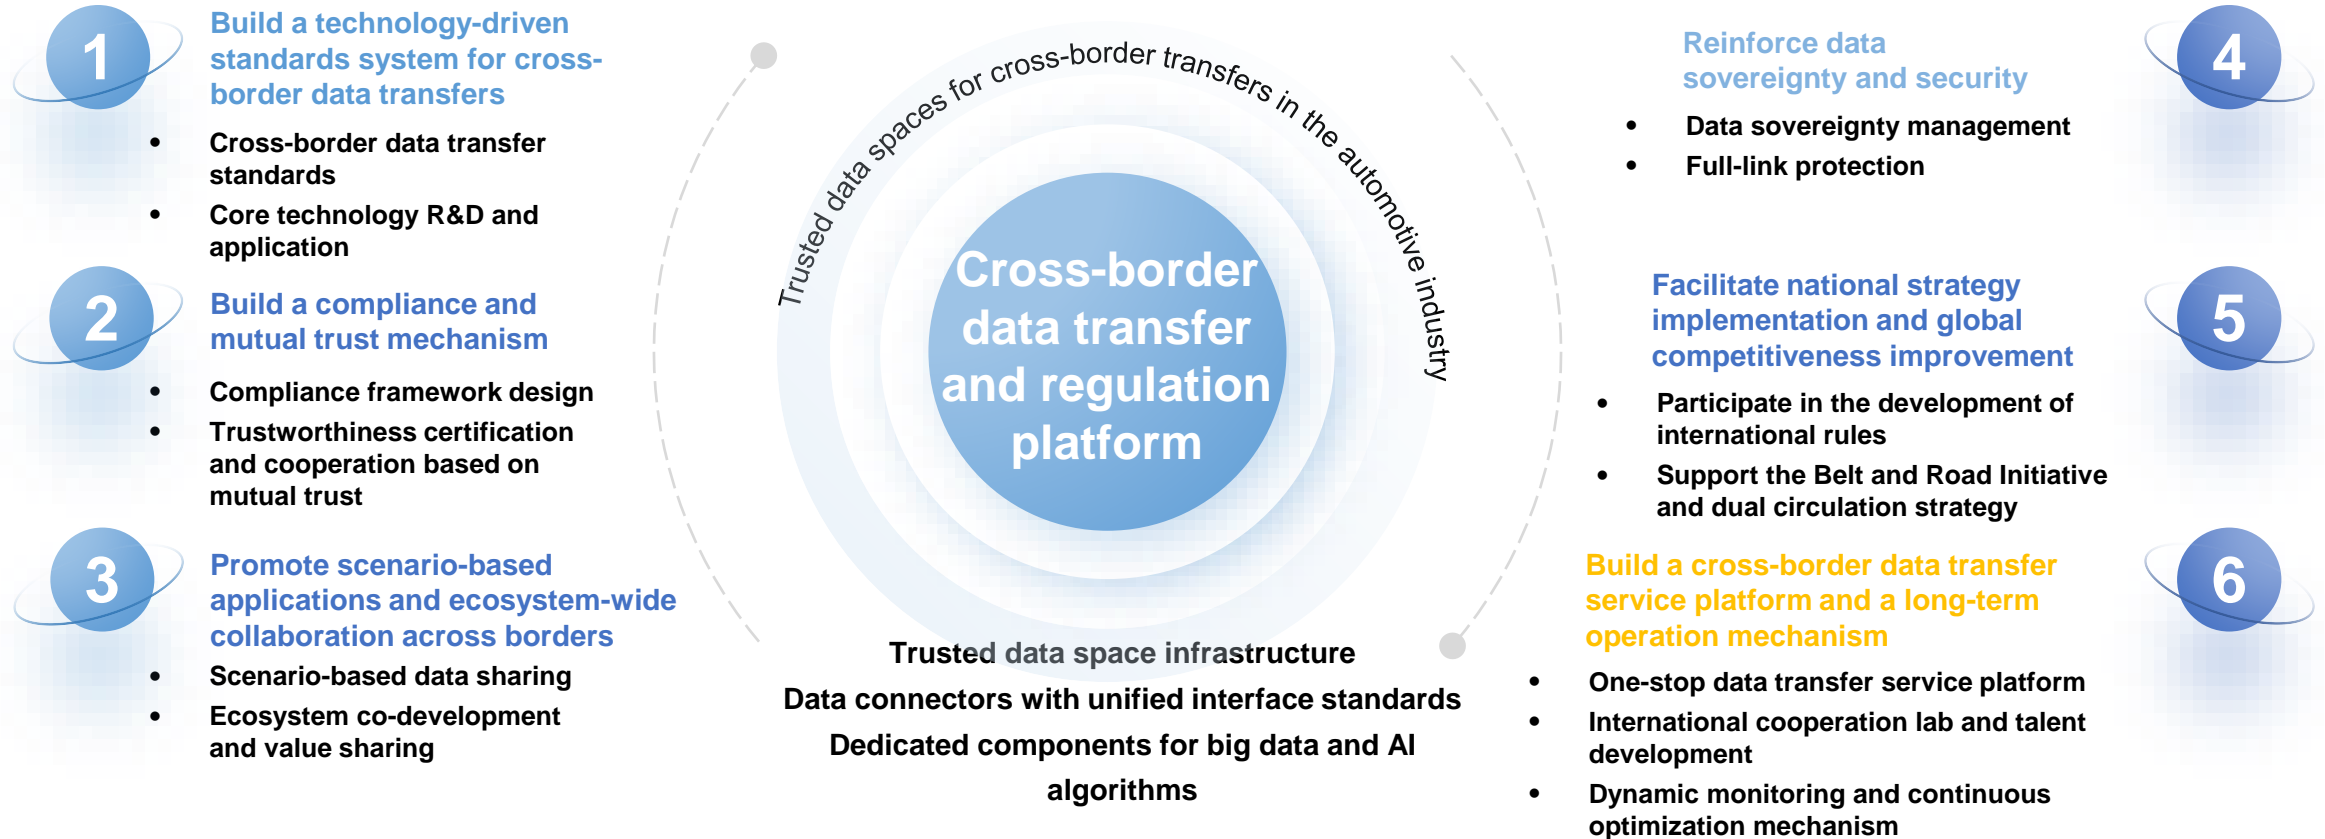 1
Build a technology-driven
standards system for cross-
border data transfers
• Cross-border data transfer
standards
• Core technology R&D and
application
2
Build a compliance and
mutual trust mechanism
• Compliance framework design
• Trustworthiness certification
and cooperation based on
mutual trust
3
Promote scenario-based
applications and ecosystem-wide
collaboration across borders
• Scenario-based data sharing
• Ecosystem co-development
and value sharing
Trusted data spaces for cross-border transfers in the automotive industry
Cross-border
data transfer
and regulation
platform
Trusted data space infrastructure
Data connectors with unified interface standards
Dedicated components for big data and AI
algorithms
Reinforce data
sovereignty and security
4
• Data sovereignty management
• Full-link protection
Facilitate national strategy
implementation and global
competitiveness improvement
5
• Participate in the development of
international rules
• Support the Belt and Road Initiative
and dual circulation strategy
Build a cross-border data transfer
service platform and a long-term
operation mechanism
6
• One-stop data transfer service platform
• International cooperation lab and talent
development
• Dynamic monitoring and continuous
optimization mechanism